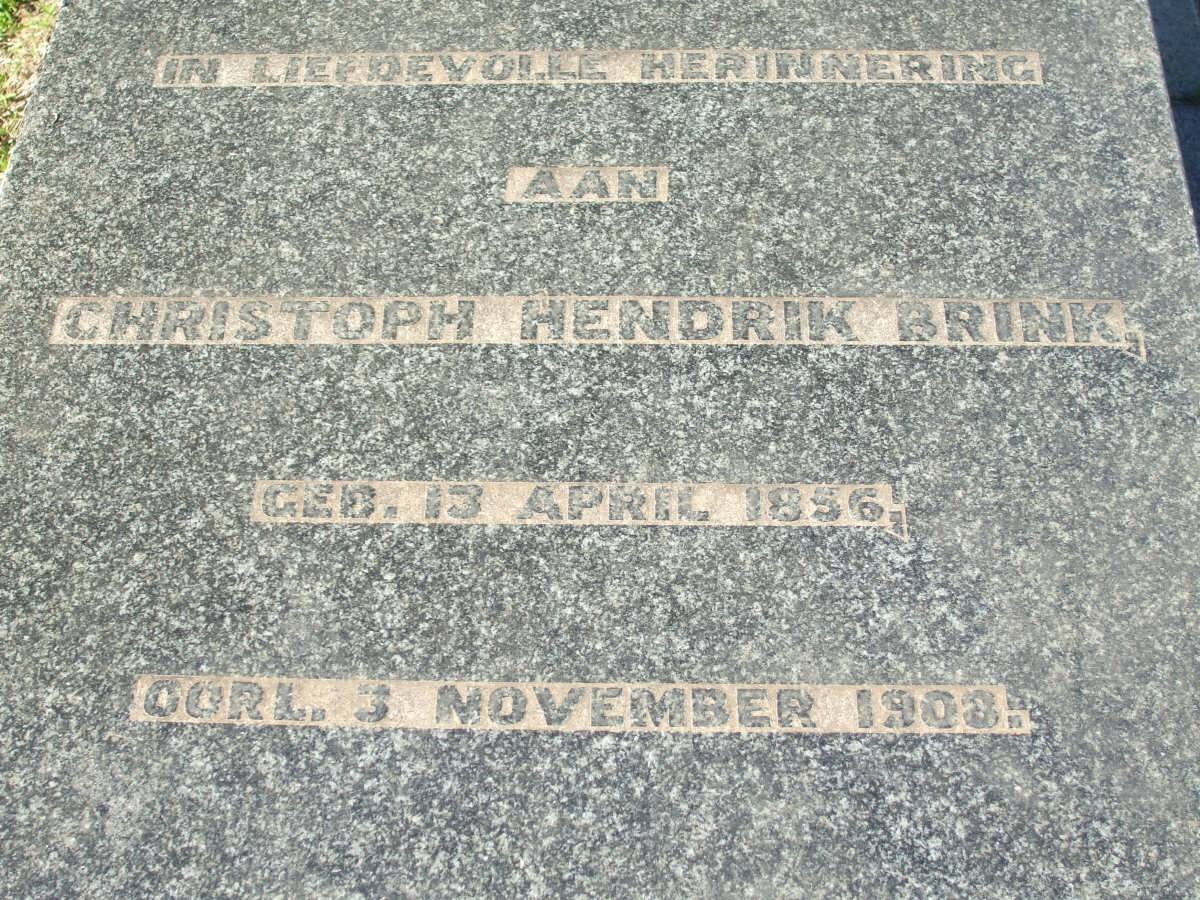 IN LIEFDEVOLLE HERINNERING
AAN
CHRISTOPH HENDRIK BRINK,
GEB. 13 APRIL 1856,
OORL. 3 NOVEMBER 1908.